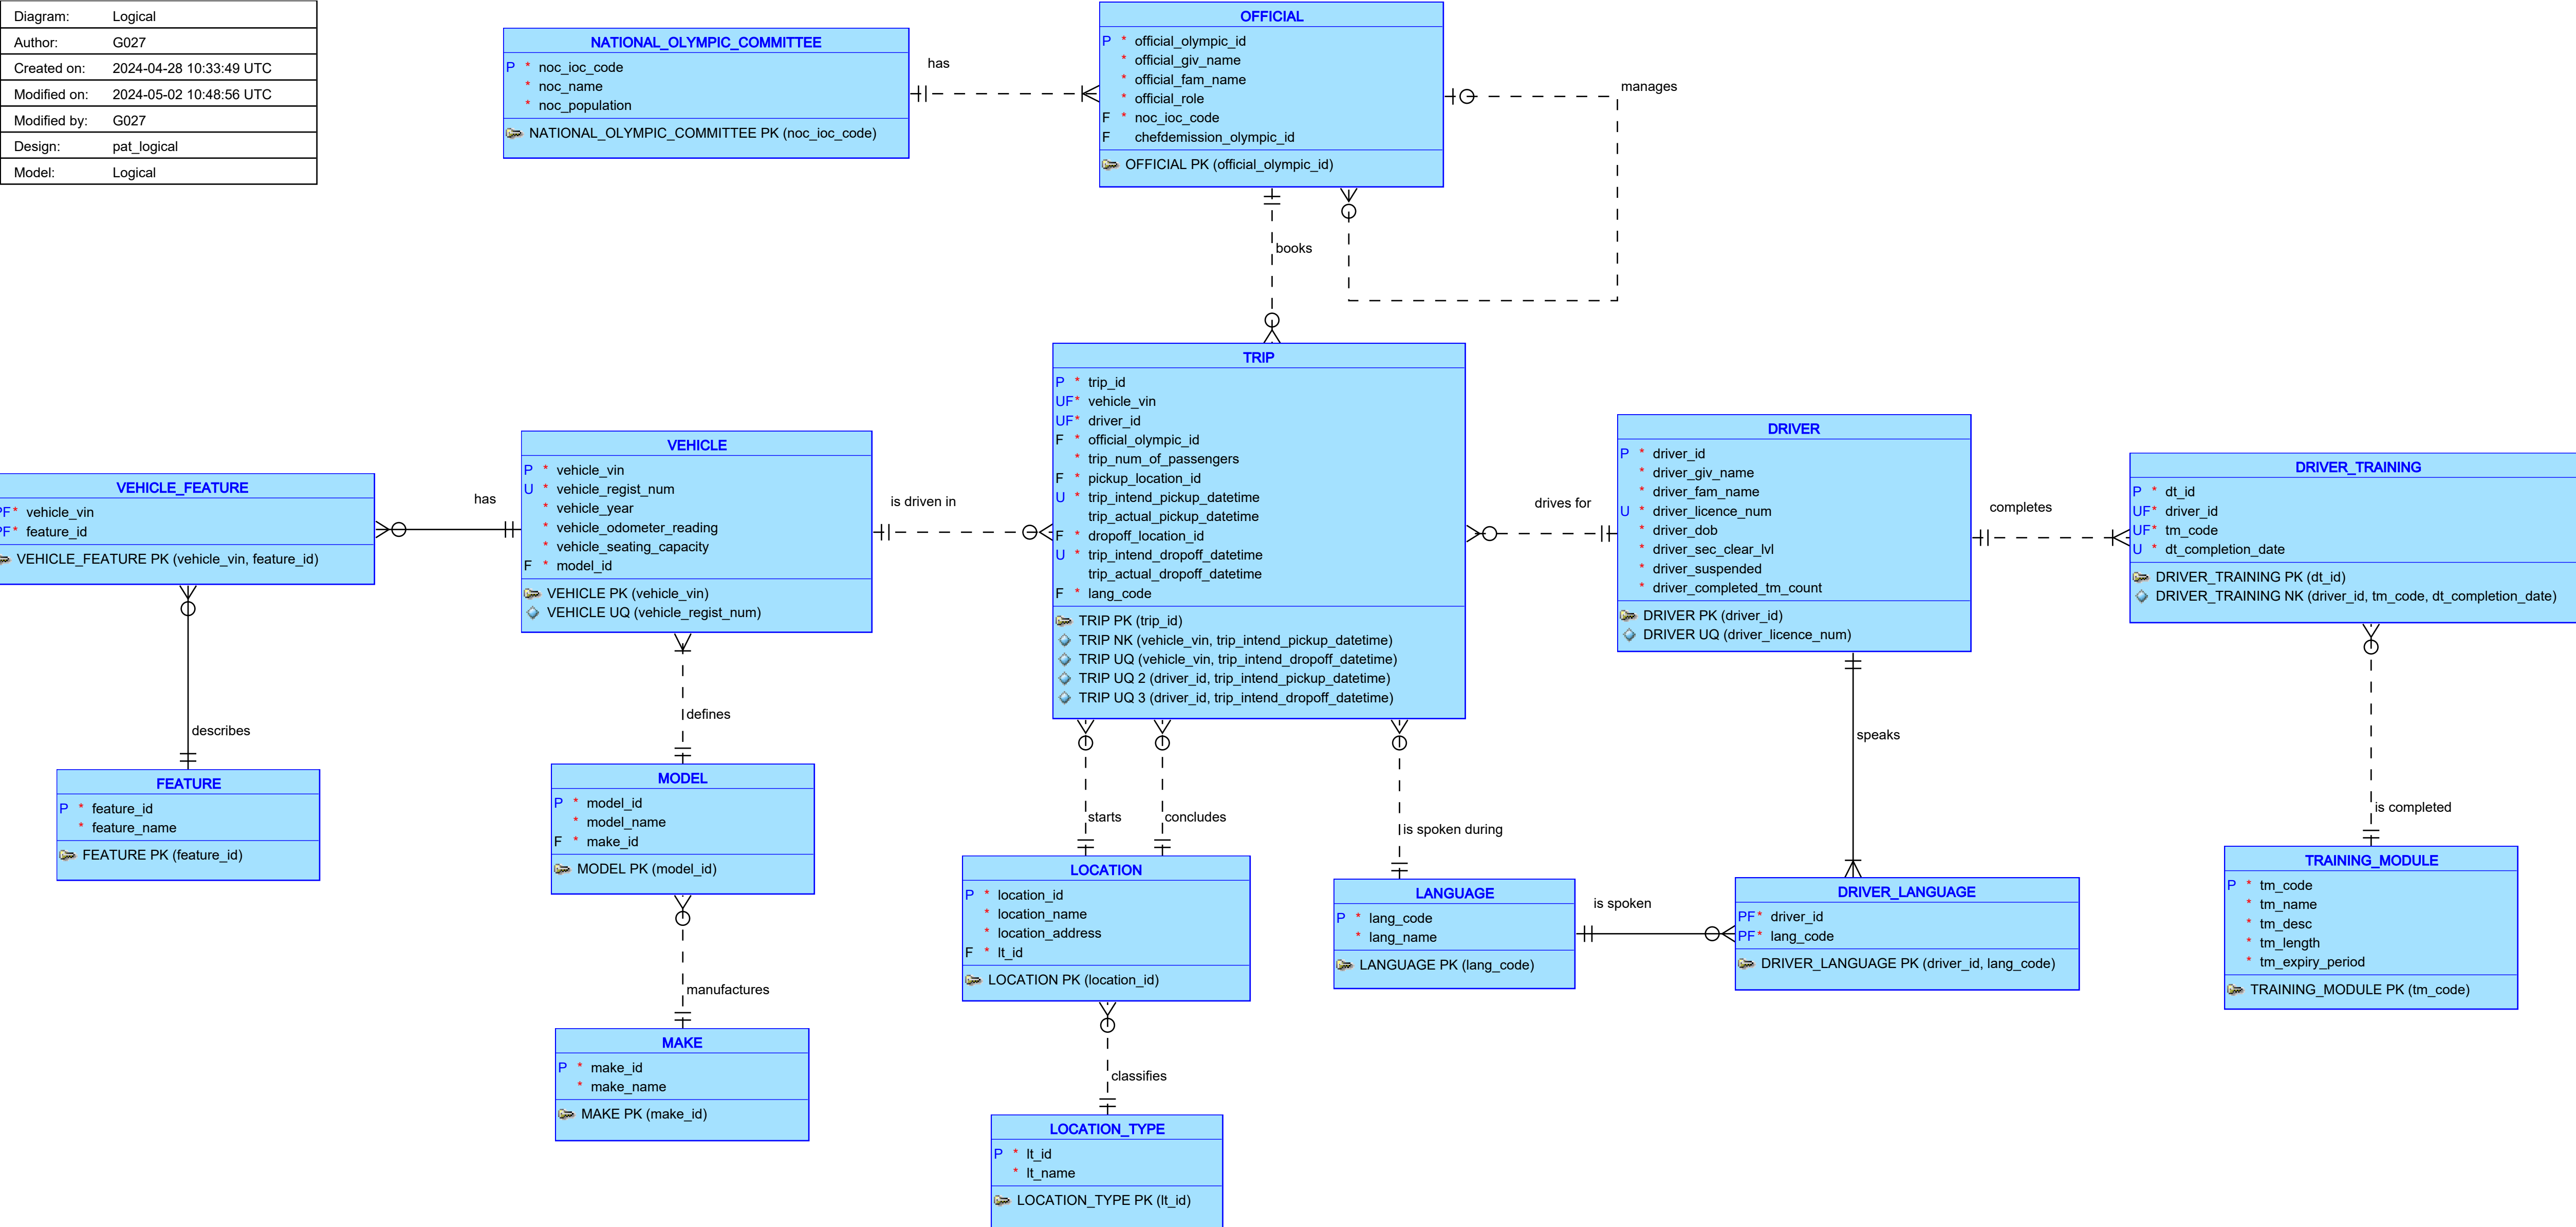 Diagram: Logical
Author: G027
Created on: 2024-04-28 10:33:49 UTC
Modified on: 2024-05-02 10:48:56 UTC
Modified by: G027
Design: pat_logical
Model: Logical
NATIONAL_OLYMPIC_COMMITTEE
P * noc_ioc_code
* noc_name
* noc_population
NATIONAL_OLYMPIC_COMMITTEE PK (noc_ioc_code)
has
OFFICIAL
P * official_olympic_id
* official_giv_name
* official_fam_name
* official_role
F * noc_ioc_code
F chefdemission_olympic_id
OFFICIAL PK (official_olympic_id)
manages
books
VEHICLE_FEATURE
PF* vehicle_vin
PF* feature_id
VEHICLE_FEATURE PK (vehicle_vin, feature_id)
has
describes
FEATURE
P * feature_id
* feature_name
FEATURE PK (feature_id)
VEHICLE
P * vehicle_vin
U * vehicle_regist_num
* vehicle_year
* vehicle_odometer_reading
* vehicle_seating_capacity
F * model_id
VEHICLE PK (vehicle_vin)
VEHICLE UQ (vehicle_regist_num)
is driven in
defines
MODEL
P * model_id
* model_name
F * make_id
MODEL PK (model_id)
manufactures
MAKE
P * make_id
* make_name
MAKE PK (make_id)
TRIP
P * trip_id
UF* vehicle_vin
UF* driver_id
F * official_olympic_id
* trip_num_of_passengers
F * pickup_location_id
U * trip_intend_pickup_datetime
trip_actual_pickup_datetime
F * dropoff_location_id
U * trip_intend_dropoff_datetime
trip_actual_dropoff_datetime
F * lang_code
TRIP PK (trip_id)
TRIP NK (vehicle_vin, trip_intend_pickup_datetime)
TRIP UQ (vehicle_vin, trip_intend_dropoff_datetime)
TRIP UQ 2 (driver_id, trip_intend_pickup_datetime)
TRIP UQ 3 (driver_id, trip_intend_dropoff_datetime)
starts
concludes
is spoken during
LOCATION
P * location_id
* location_name
* location_address
F * lt_id
LOCATION PK (location_id)
classifies
LOCATION_TYPE
P * lt_id
* lt_name
LOCATION_TYPE PK (lt_id)
drives for
DRIVER
P * driver_id
* driver_giv_name
* driver_fam_name
U * driver_licence_num
* driver_dob
* driver_sec_clear_lvl
* driver_suspended
* driver_completed_tm_count
DRIVER PK (driver_id)
DRIVER UQ (driver_licence_num)
completes
speaks
LANGUAGE
P * lang_code
* lang_name
LANGUAGE PK (lang_code)
is spoken
DRIVER_LANGUAGE
PF* driver_id
PF* lang_code
DRIVER_LANGUAGE PK (driver_id, lang_code)
DRIVER_TRAINING
P * dt_id
UF* driver_id
UF* tm_code
U * dt_completion_date
DRIVER_TRAINING PK (dt_id)
DRIVER_TRAINING NK (driver_id, tm_code, dt_completion_date)
is completed
TRAINING_MODULE
P * tm_code
* tm_name
* tm_desc
* tm_length
* tm_expiry_period
TRAINING_MODULE PK (tm_code)